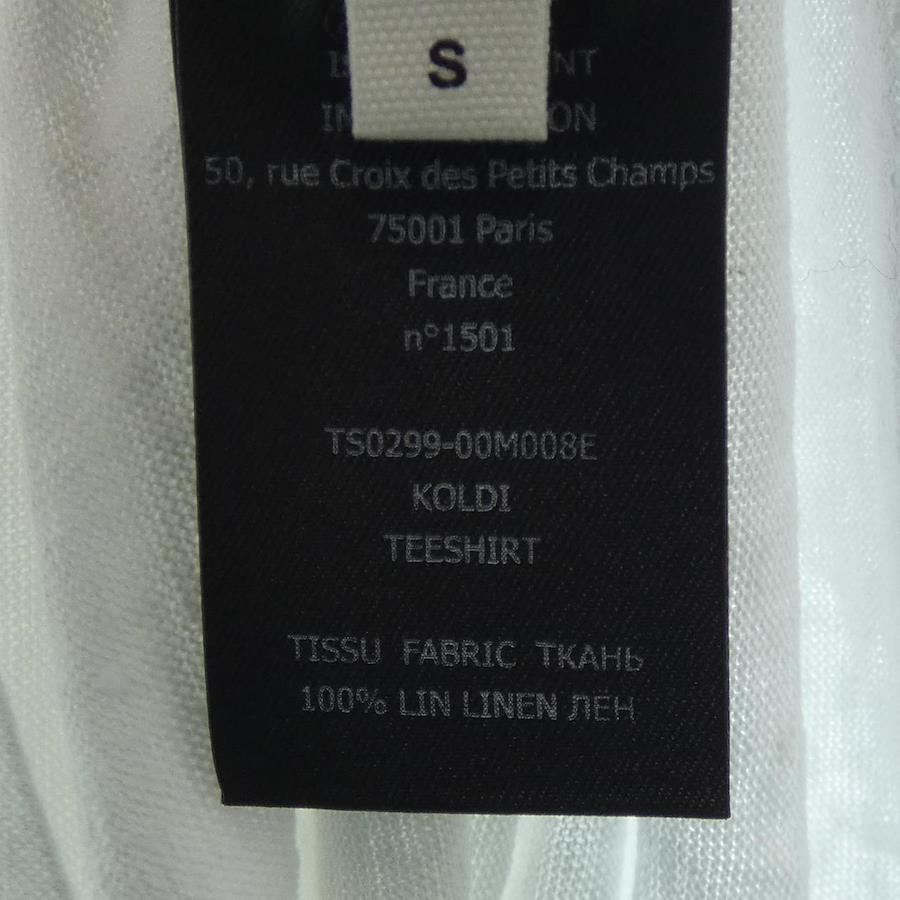 S
50, rue Croix des Petits Champs
75001 Paris
France
n°1501
TS0299-00M008E
KOLDI
TEESHIRT
TISSU FABRIC ТКАНЬ
100% LIN LINEN ЛЕН